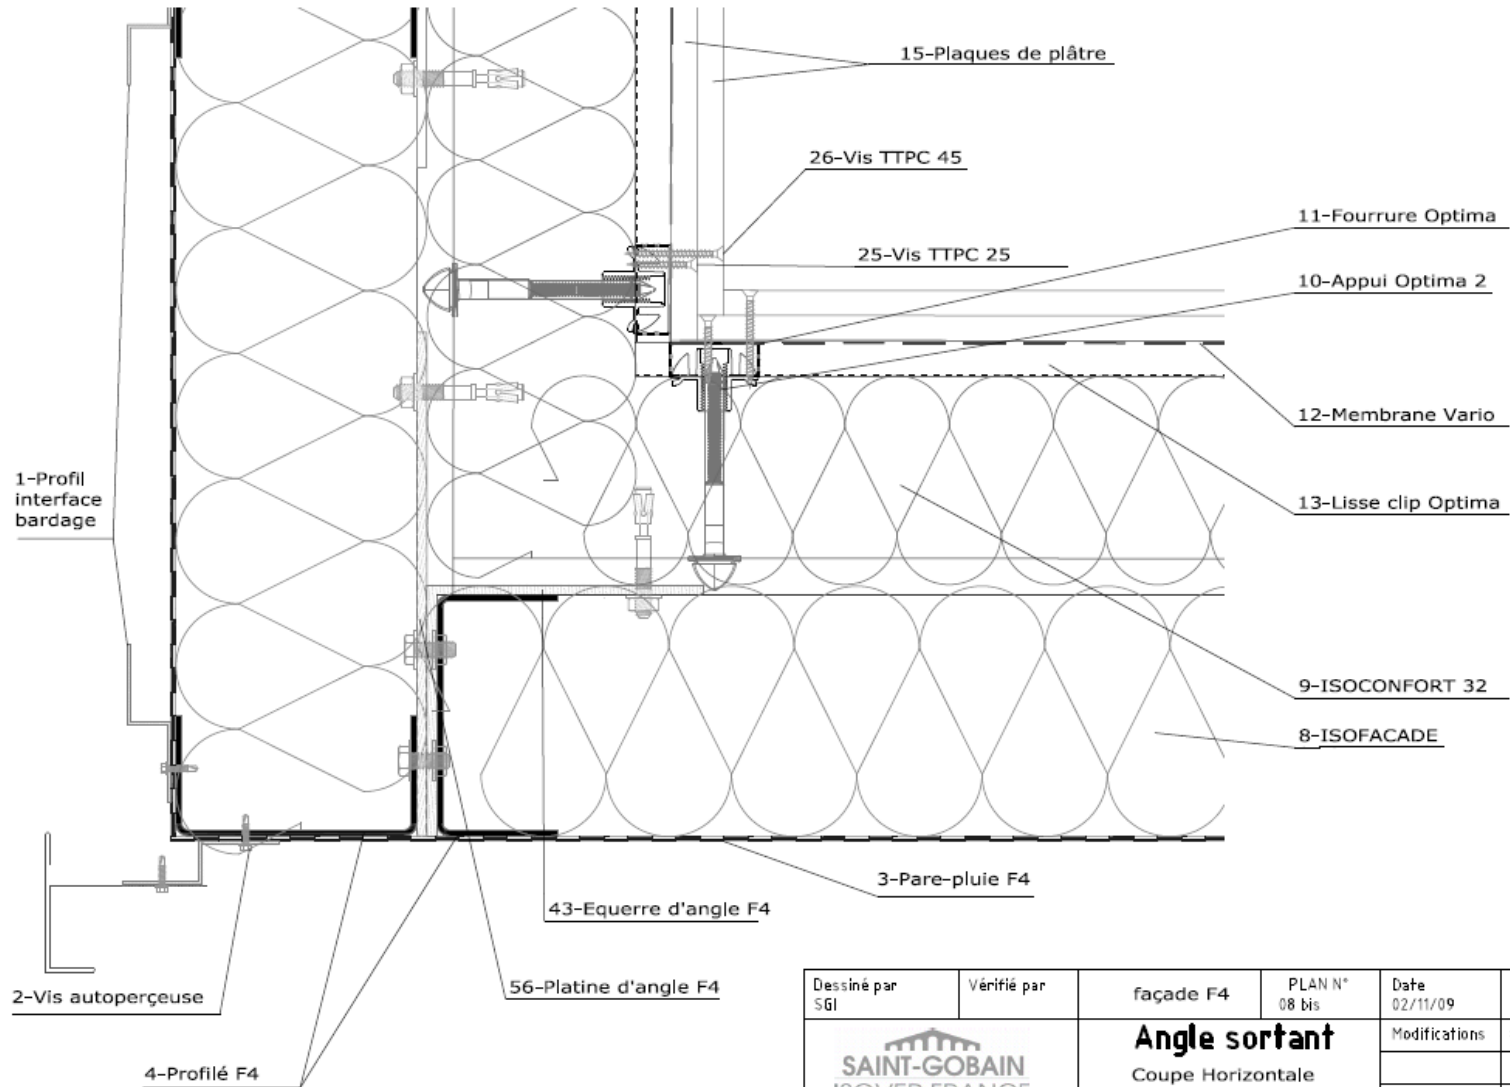 15-Plaques de plâtre
26-Vis TTPC 45
11-Fourrure Optima
25-Vis TTPC 25
10-Appui Optima 2
12-Membrane Vario
1-Profil
interface
bardage
13-Lisse clip Optima
9-ISOCONFORT 32
8-ISOFACADE
3-Pare-pluie F4
43-Equerre d'angle F4
56-Platine d'angle F4
2-Vis autoperçeuse
4-Profilé F4
Dessiné par
SGI
Vérifié par
façade F4
PLAN N°
08 bis
Date
02/11/09
Angle sortant
Modifications
SAINT-GOBAIN
ISOVER FRANCE
Coupe Horizontale